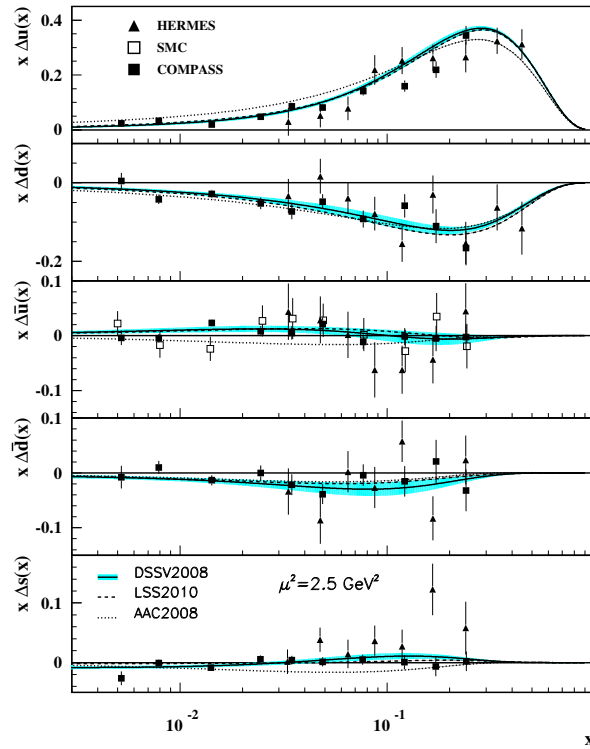 x Δu(x)
0.4
0.2
0
▲ HERMES
□ SMC
■ COMPASS
x Δd(x)
0
-0.2
x Δū(x)
0.1
0
-0.1
x Δd̄(x)
0.1
0
-0.1
x Δs(x)
0.1
0
DSSV2008
LSS2010
AAC2008
μ²=2.5 GeV²
10⁻²
10⁻¹
x